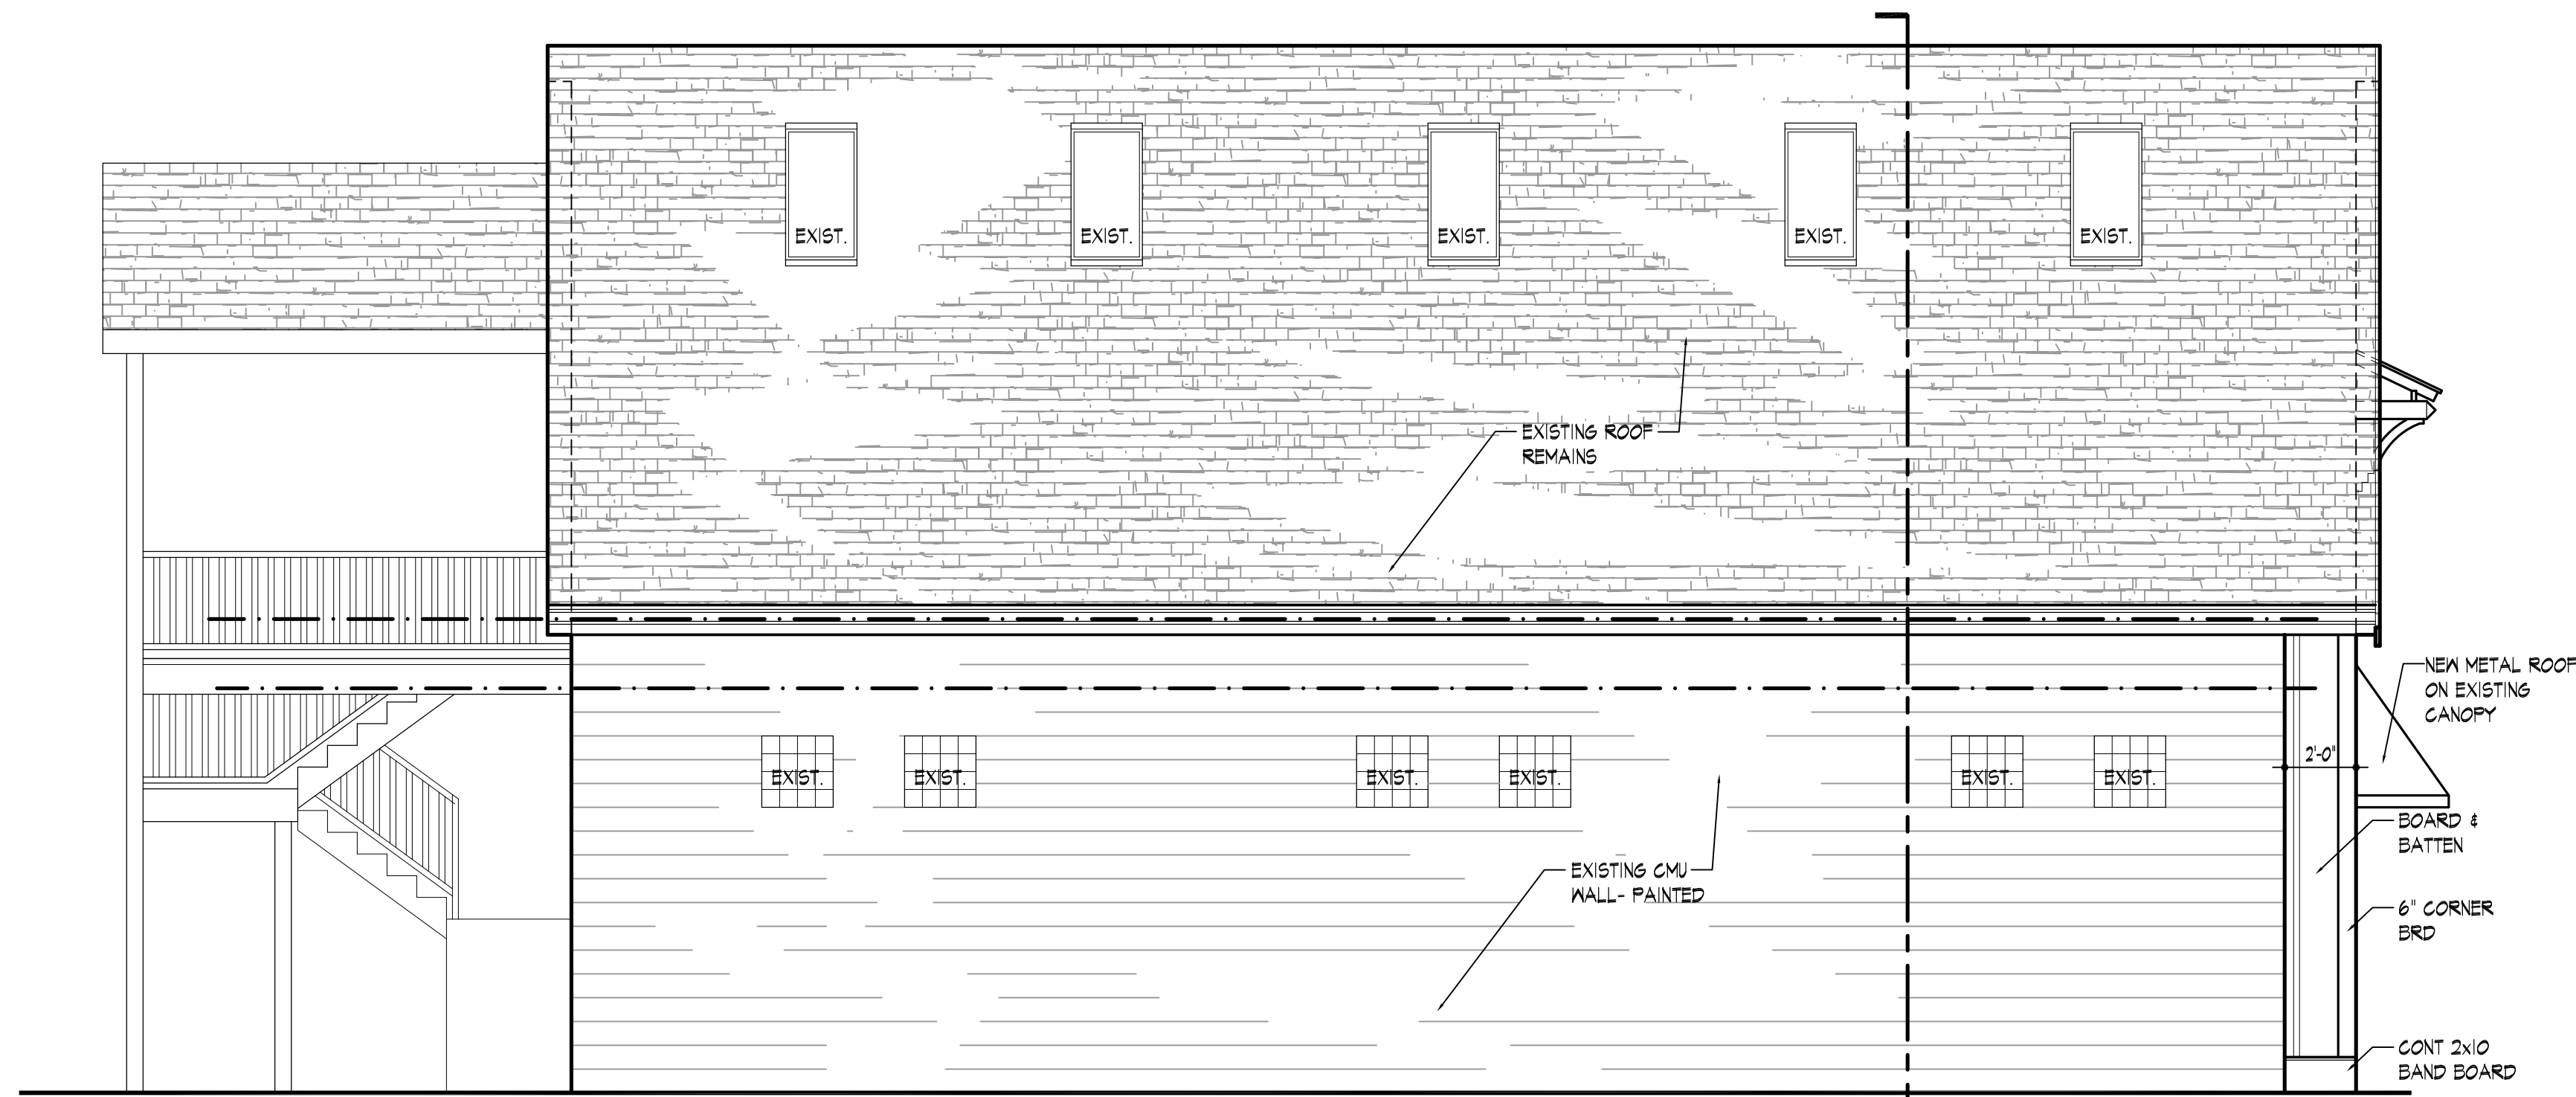 EXIST.
EXIST.
EXIST.
EXIST.
EXIST.
EXISTING ROOF
REMAINS
NEW METAL ROOF
ON EXISTING
CANOPY
2'-0"
EXIST.
EXIST.
EXIST.
EXIST.
EXIST.
EXIST.
BOARD &
BATTEN
EXISTING CMU
WALL- PAINTED
6" CORNER
BRD
CONT 2x10
BAND BOARD